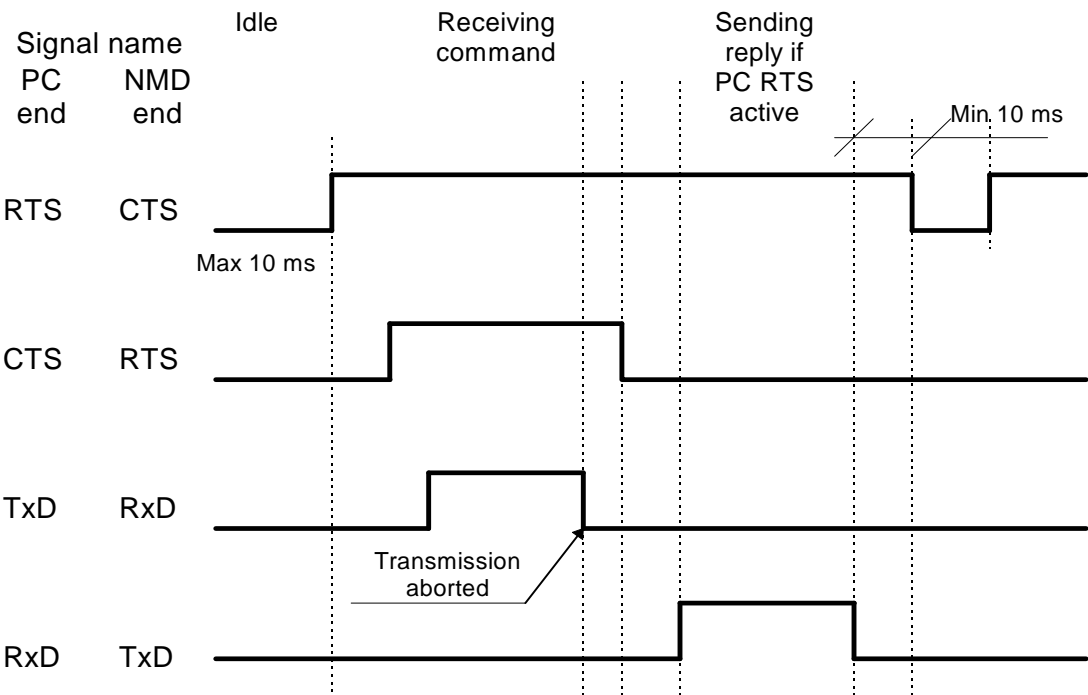 Idle
Receiving
command
Sending
reply if
PC RTS
active
Signal name
PC NMD
end end
Min 10 ms
RTS CTS
Max 10 ms
CTS RTS
TxD RxD
Transmission
aborted
RxD TxD